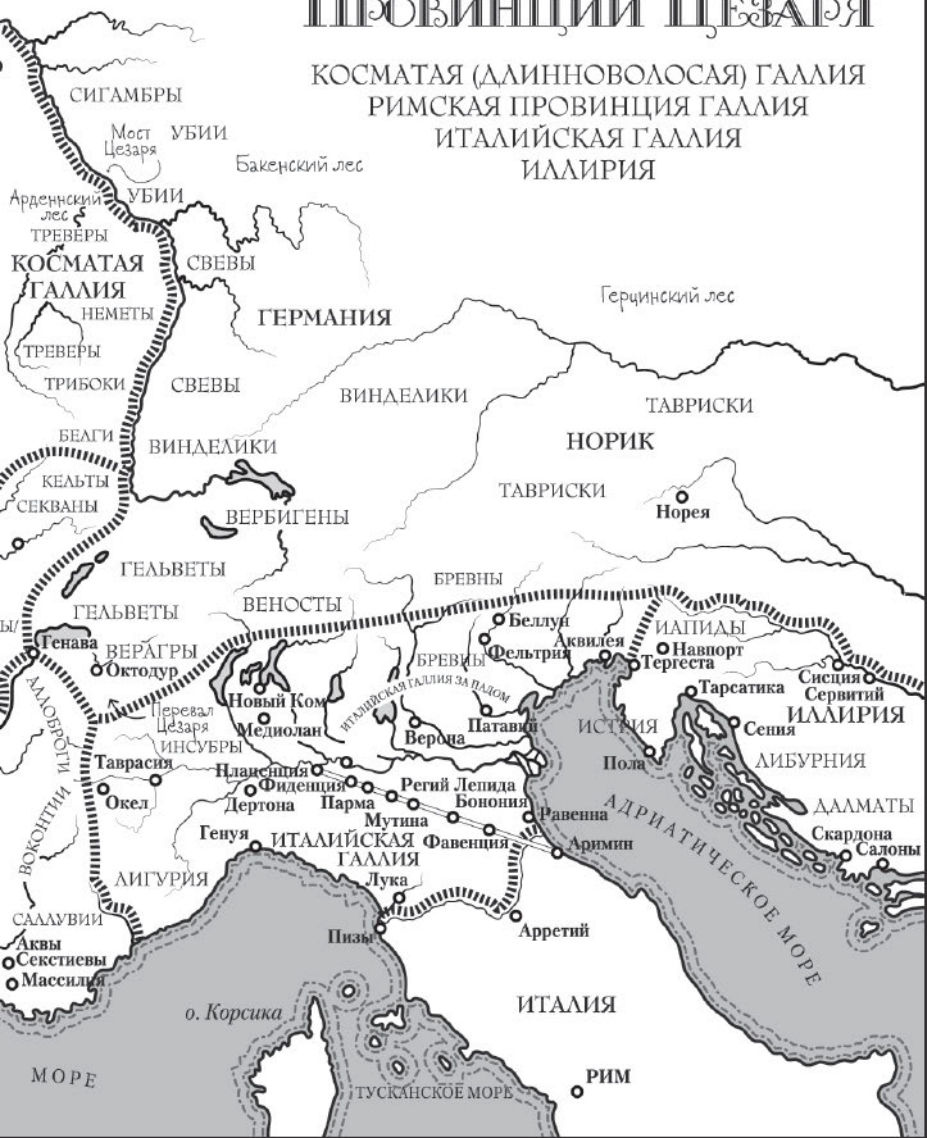 ПРОВИНЦИИ ЦЕЗАРЯ
КОСМАТАЯ (ДЛИННОВОЛОСАЯ) ГАЛЛИЯ
РИМСКАЯ ПРОВИНЦИЯ ГАЛЛИЯ
ИТАЛИЙСКАЯ ГАЛЛИЯ
ИЛЛИРИЯ
СИГАМБРЫ
Мост
Цезаря
УБИИ
Бакенский лес
Арденнский
лес
УБИИ
ТРЕВЕРЫ
КОСМАТАЯ
ГАЛЛИЯ
СВЕВЫ
НЕМЕТЫ
ГЕРМАНИЯ
Герцинский лес
ТРЕВЕРЫ
ТРИБОКИ
СВЕВЫ
ВИНДЕЛИКИ
ТАВРИСКИ
БЕЛГИ
ВИНДЕЛИКИ
НОРИК
КЕЛЬТЫ
СЕКВАНЫ
ТАВРИСКИ
Норея
ВЕРБИГЕНЫ
ГЕЛЬВЕТЫ
БРЕВНЫ
ГЕЛЬВЕТЫ
ВЕНОСТЫ
Ы/
Генава
ВЕРАГРЫ
Октодур
Беллун
Фельтрия
БРЕВНЫ
Аквилея
ИАПИДЫ
Навпорт
Тергеста
Сисция
Сервитий
АЛЛОБРОГИ
Перевал
Цезаря
Новый Ком
Медиолан
ИТАЛИЙСКАЯ ГАЛЛИЯ ЗА ПАДОМ
Верона
Патавий
ИСТРИЯ
Тарсатика
Сения
ИЛЛИРИЯ
ИНСУБРЫ
Таврасия
Окел
Плаценция
Фиденция
Дертона
Парма
Регий Лепида
Бонония
Мутина
Фавенция
Равенна
Аримин
Пола
ЛИБУРНИЯ
ДАЛМАТЫ
Скардона
Салоны
ВОКОНТИИ
Генуя
ИТАЛИЙСКАЯ
ГАЛЛИЯ
ЛИГУРИЯ
Лука
АДРИАТИЧЕСКОЕ МОРЕ
САЛЛУВИИ
Аквы
Секстиевы
Массилия
Пизы
Арретий
о. Корсика
ИТАЛИЯ
МОРЕ
ТУСКАНСКОЕ МОРЕ
РИМ